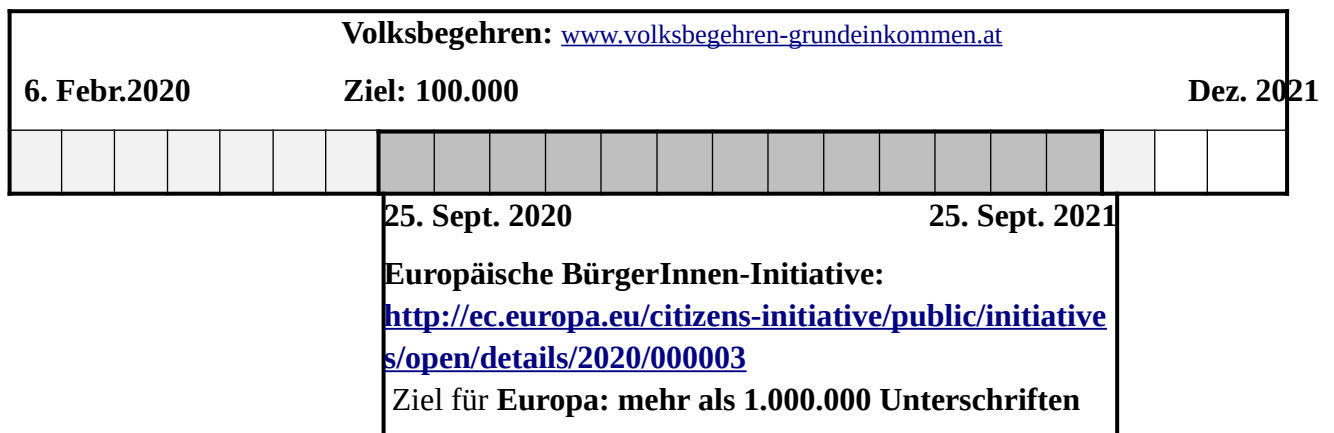 Volksbegehren: www.volksbegehren-grundeinkommen.at
6. Febr.2020 Ziel: 100.000 Dez. 2021
25. Sept. 2020 25. Sept. 2021
Europäische BürgerInnen-Initiative:
http://ec.europa.eu/citizens-initiative/public/initiative
s/open/details/2020/000003
Ziel für Europa: mehr als 1.000.000 Unterschriften